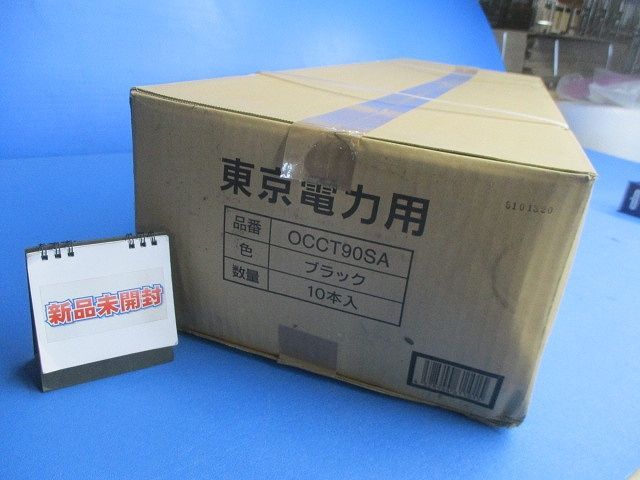 東京電力用
品番 OCCT90SA
色 ブラック
数量 10本入
新品未開封